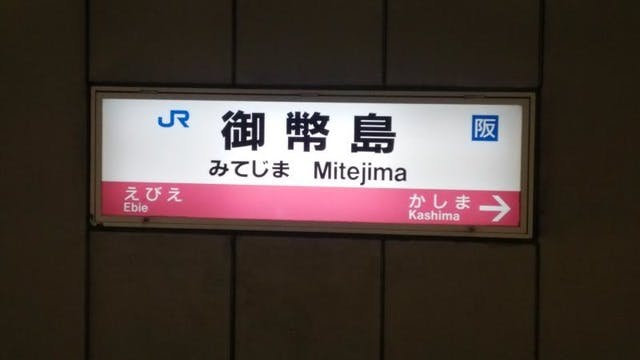 JR 御幣島 阪
みてじま Mitejima
えびえ かしま
Ebie Kashima